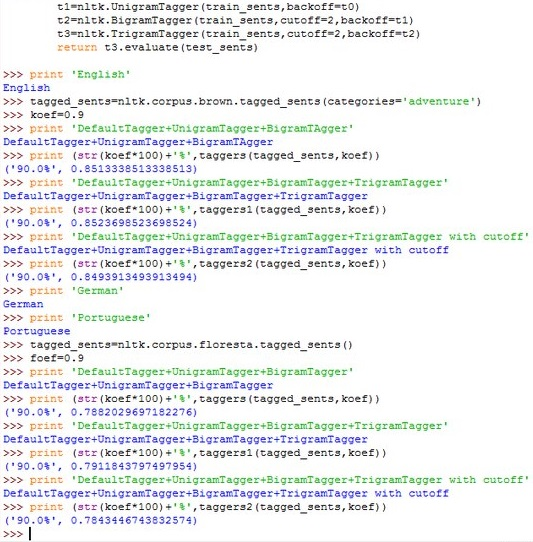 t1=nltk.UnigramTagger(train_sents,backoff=t0)
t2=nltk.BigramTagger(train_sents,cutoff=2,backoff=t1)
t3=nltk.TrigramTagger(train_sents,cutoff=2,backoff=t2)
return t3.evaluate(test_sents)
>>> print 'English'
English
>>> tagged_sents=nltk.corpus.brown.tagged_sents(categories='adventure')
>>> koef=0.9
>>> print 'DefaultTagger+UnigramTagger+BigramTAgger'
DefaultTagger+UnigramTagger+BigramTAgger
>>> print (str(koef*100)+'%',taggers(tagged_sents,koef))
('90.0%', 0.8513338513338513)
>>> print 'DefaultTagger+UnigramTagger+BigramTagger+TrigramTagger'
DefaultTagger+UnigramTagger+BigramTagger+TrigramTagger
>>> print (str(koef*100)+'%',taggers1(tagged_sents,koef))
('90.0%', 0.8523698523698524)
>>> print 'DefaultTagger+UnigramTagger+BigramTagger+TrigramTagger with cutoff'
DefaultTagger+UnigramTagger+BigramTagger+TrigramTagger with cutoff
>>> print (str(koef*100)+'%',taggers2(tagged_sents,koef))
('90.0%', 0.8493913493913494)
>>> print 'German'
German
>>> print 'Portuguese'
Portuguese
>>> tagged_sents=nltk.corpus.floresta.tagged_sents()
>>> foef=0.9
>>> print 'DefaultTagger+UnigramTagger+BigramTagger'
DefaultTagger+UnigramTagger+BigramTagger
>>> print (str(koef*100)+'%',taggers(tagged_sents,koef))
('90.0%', 0.7882029697182276)
>>> print 'DefaultTagger+UnigramTagger+BigramTagger+TrigramTagger'
DefaultTagger+UnigramTagger+BigramTagger+TrigramTagger
>>> print (str(koef*100)+'%',taggers1(tagged_sents,koef))
('90.0%', 0.7911843797497954)
>>> print 'DefaultTagger+UnigramTagger+BigramTagger+TrigramTagger with cutoff'
DefaultTagger+UnigramTagger+BigramTagger+TrigramTagger with cutoff
>>> print (str(koef*100)+'%',taggers2(tagged_sents,koef))
('90.0%', 0.7843446743832574)
>>>